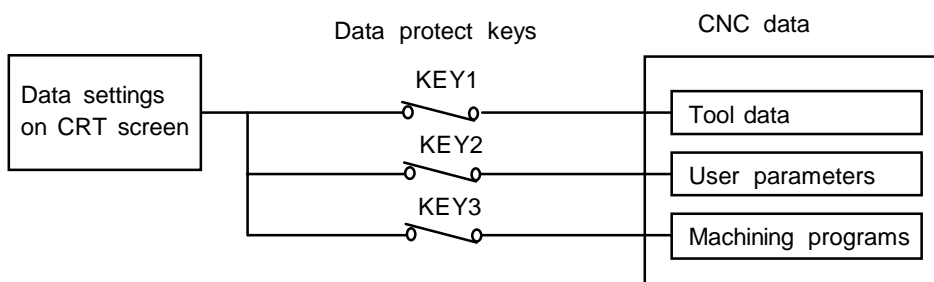 Data protect keys
CNC data
Data settings
on CRT screen
KEY1
Tool data
KEY2
User parameters
KEY3
Machining programs